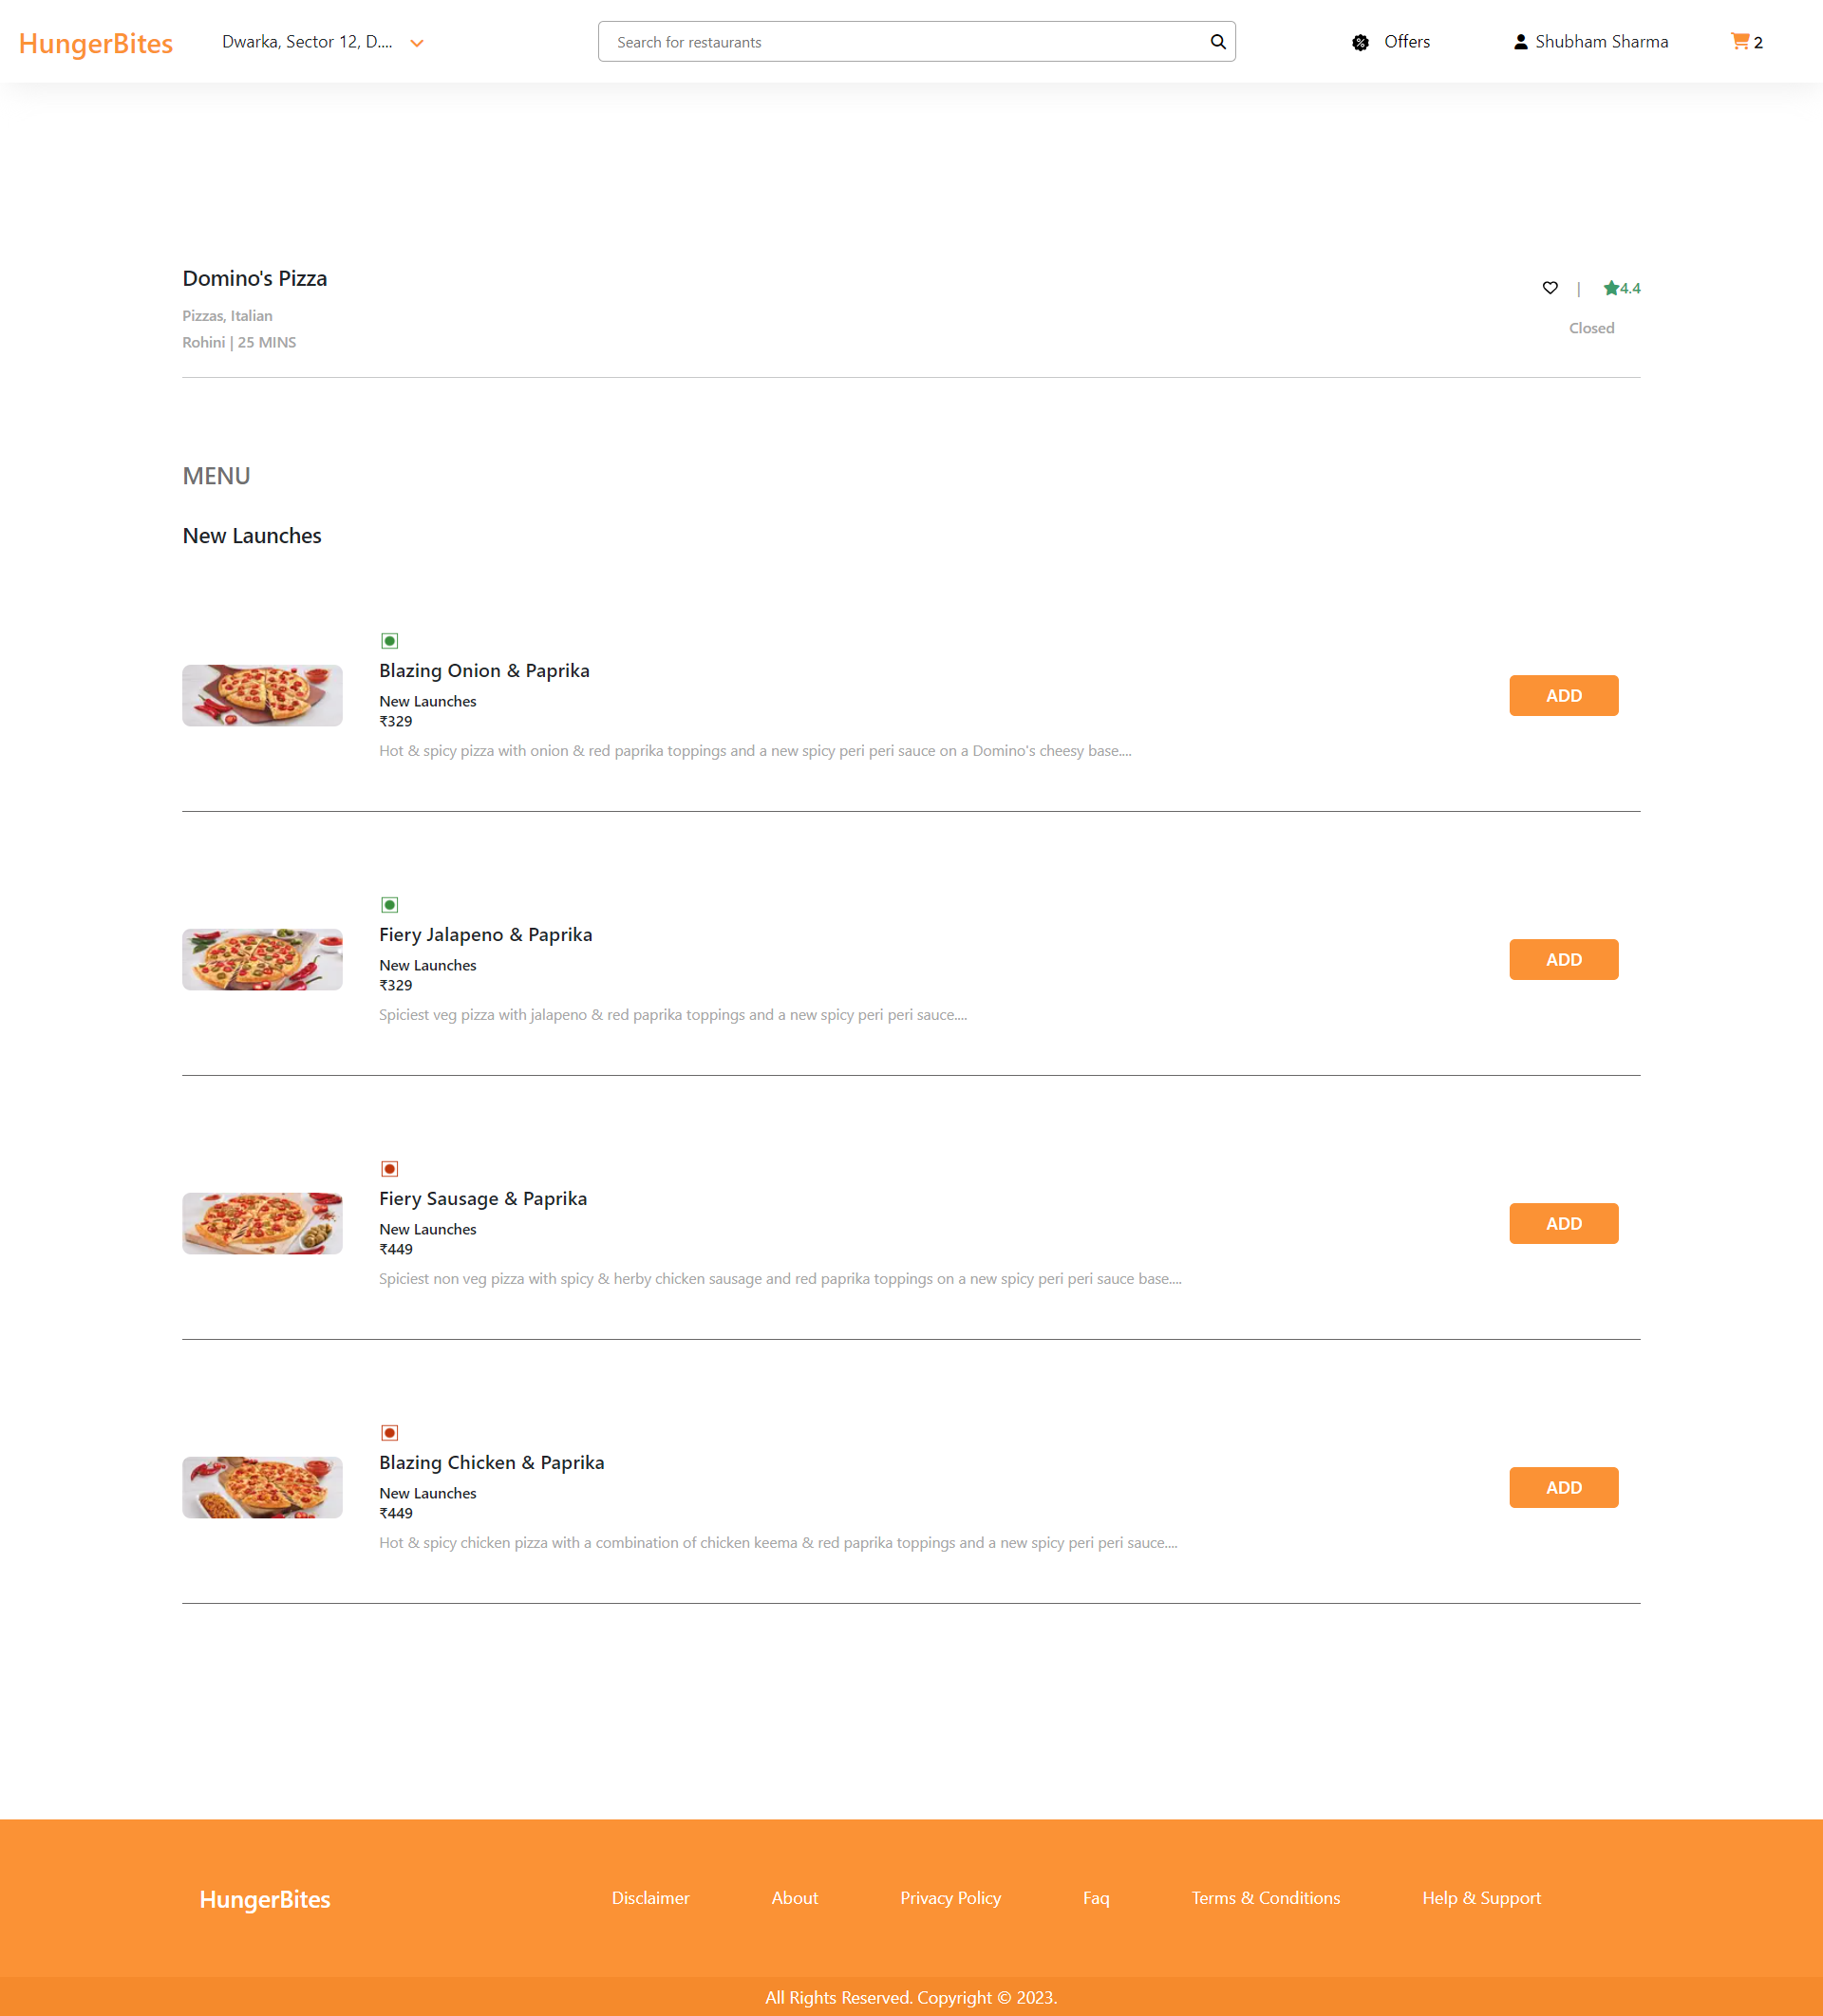 HungerBites
Dwarka, Sector 12, D....
Search for restaurants
Offers
Shubham Sharma
2
Domino's Pizza
Pizzas, Italian
Rohini | 25 MINS
| 4.4
Closed
MENU
New Launches
Blazing Onion & Paprika
New Launches
₹329
Hot & spicy pizza with onion & red paprika toppings and a new spicy peri peri sauce on a Domino's cheesy base....
ADD
Fiery Jalapeno & Paprika
New Launches
₹329
Spiciest veg pizza with jalapeno & red paprika toppings and a new spicy peri peri sauce....
ADD
Fiery Sausage & Paprika
New Launches
₹449
Spiciest non veg pizza with spicy & herby chicken sausage and red paprika toppings on a new spicy peri peri sauce base....
ADD
Blazing Chicken & Paprika
New Launches
₹449
Hot & spicy chicken pizza with a combination of chicken keema & red paprika toppings and a new spicy peri peri sauce....
ADD
HungerBites
Disclaimer
About
Privacy Policy
Faq
Terms & Conditions
Help & Support
All Rights Reserved. Copyright © 2023.